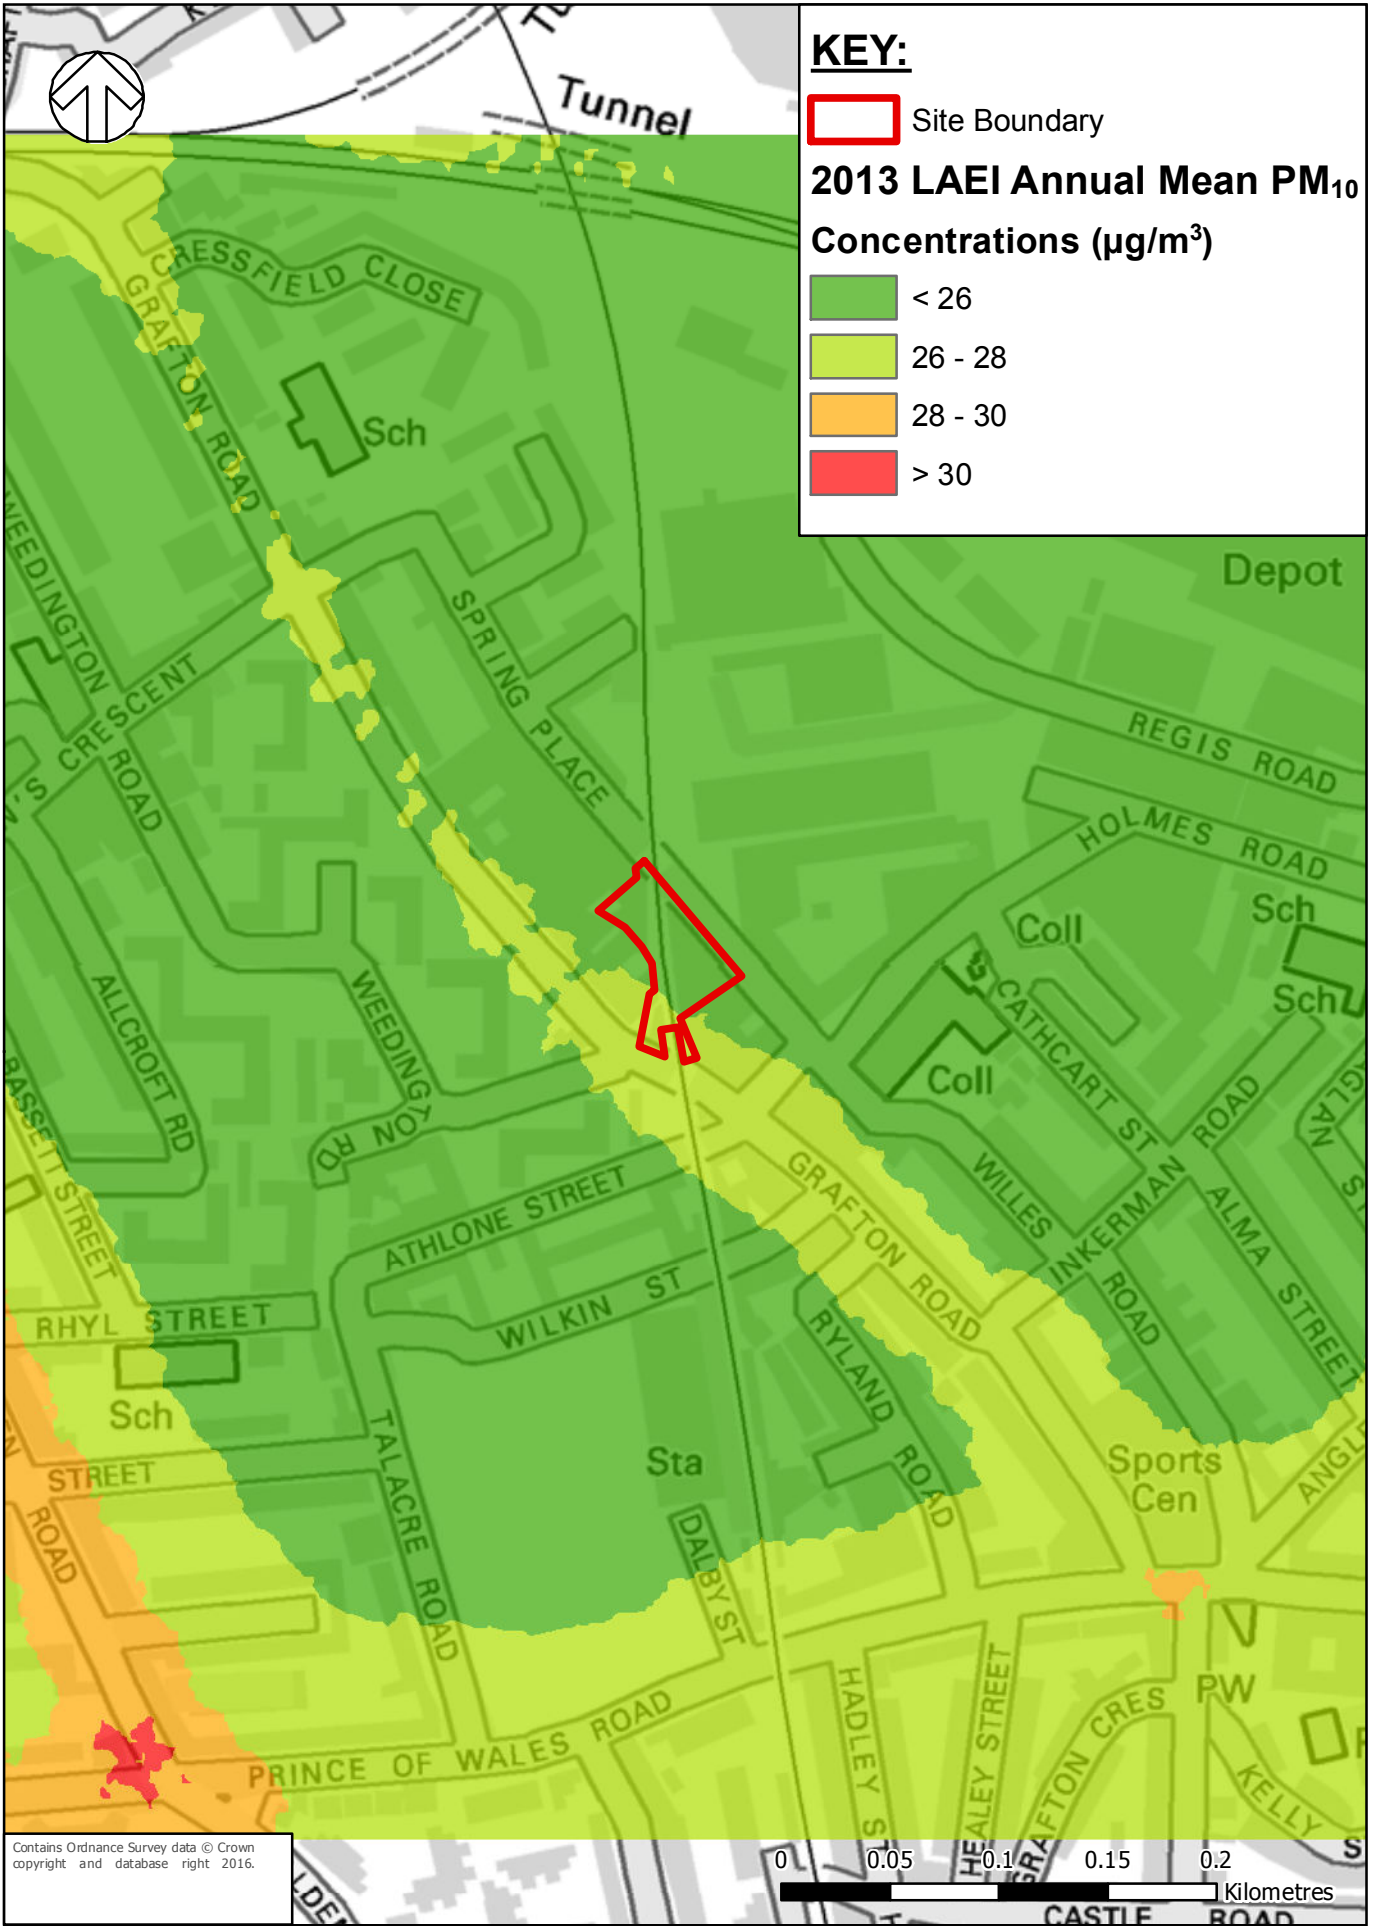 KEY:
Site Boundary
2013 LAEI Annual Mean PM10
Concentrations (µg/m³)
< 26
26 - 28
28 - 30
> 30
Tunnel
CRESSFIELD CLOSE
GRAFTON ROAD
Sch
Depot
WEEDINGTON ROAD
SPRING PLACE
CRESCENT
REGIS ROAD
HOLMES ROAD
Sch
Coll
Sch
ALLCROFT RD
WEEDINGTON RD
CATHCART ST
Coll
BASSETT STREET
ROAD
INKERMAN
ATHLONE STREET
GRAFTON ROAD
WILLES ROAD
ALMA STREET
WILKIN ST
RHYL STREET
RYLAND ROAD
Sch
TALACRE ROAD
Sta
STREET
Sports
Cen
ROAD
DALBY ST
PW
PRINCE OF WALES ROAD
HADLEY S
HEALEY STREET
GRAFTON CRES
KELLY
Contains Ordnance Survey data © Crown
copyright and database right 2016.
0 0.05 0.1 0.15 0.2
Kilometres
CASTLE ROAD